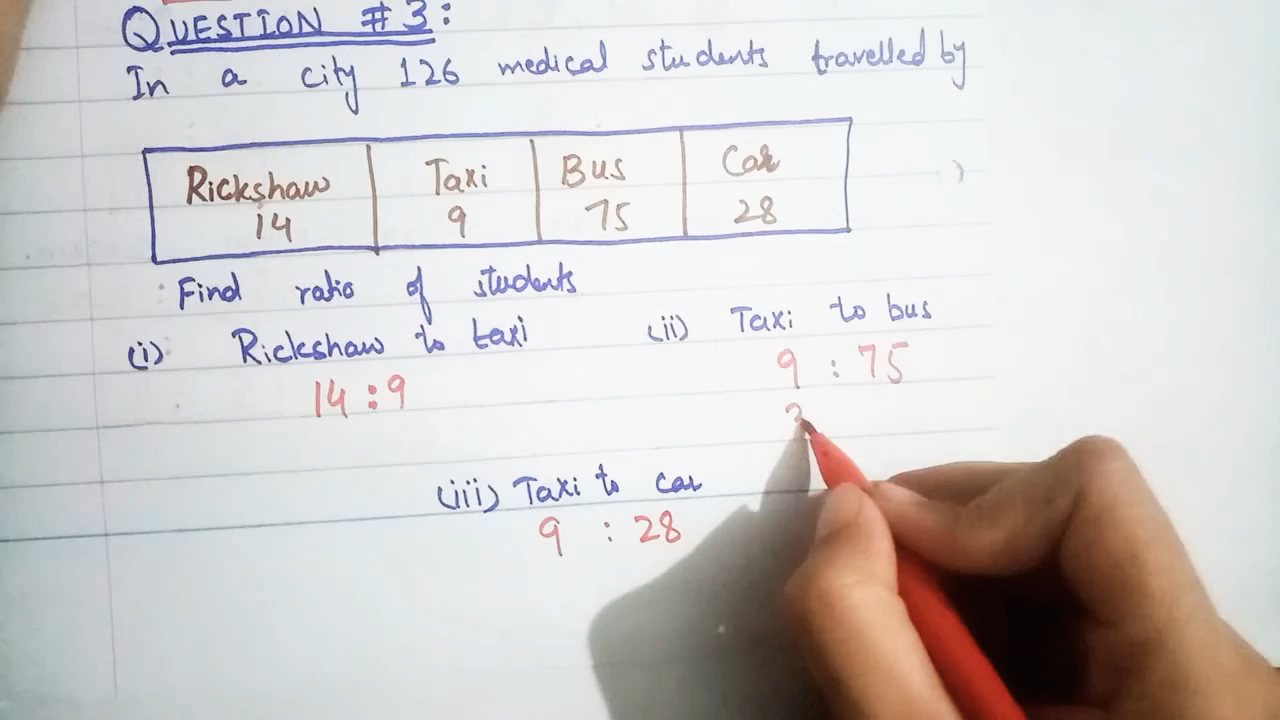 QUESTION #3:
In a city 126 medical students travelled by
Rickshaw Taxi Bus Car
14 9 75 28
Find ratio of students
(i) Rickshaw to taxi (ii) Taxi to bus
14 : 9 9 : 75
3
(iii) Taxi to car
9 : 28